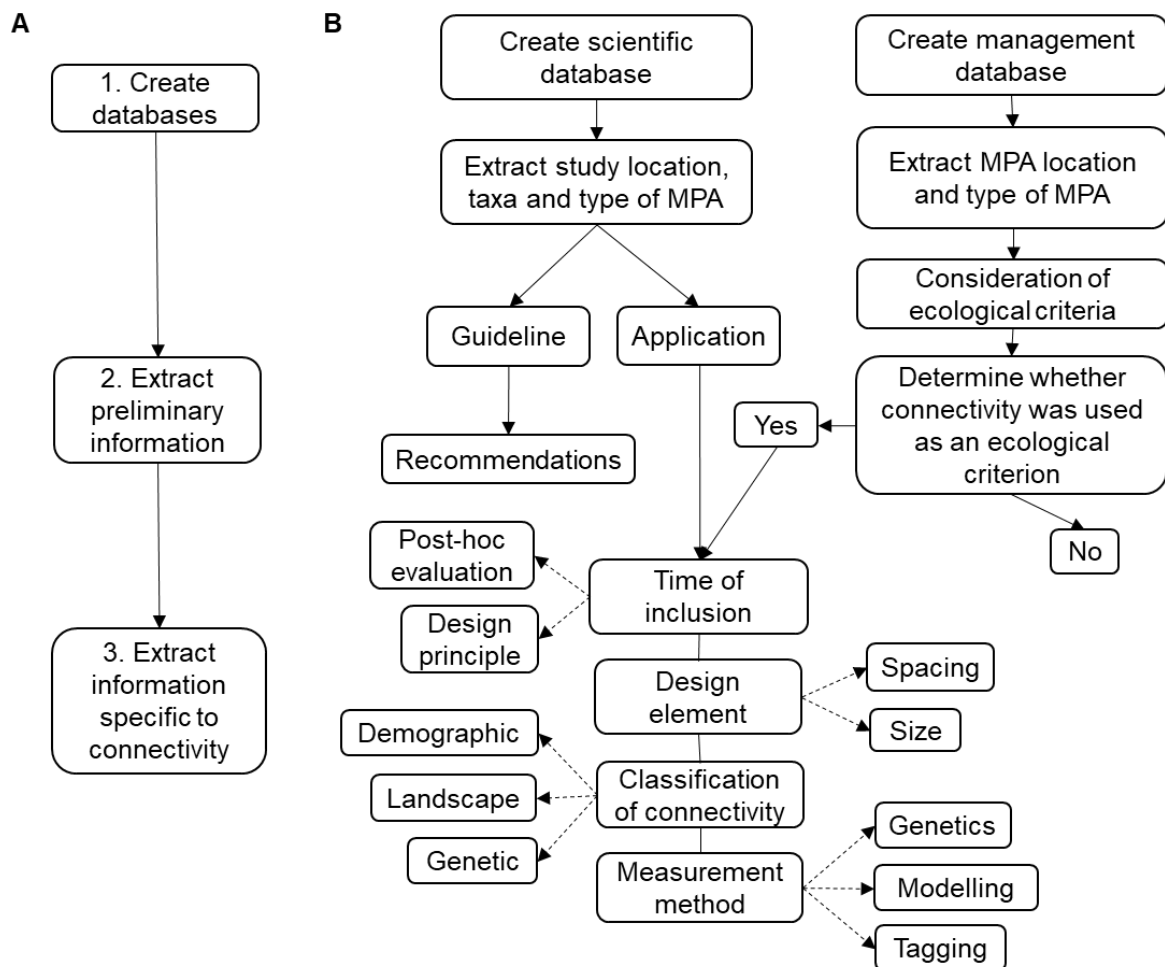 A
1. Create
databases
2. Extract
preliminary
information
3. Extract
information
specific to
connectivity
B
Create scientific
database
Create management
database
Extract study location,
taxa and type of MPA
Extract MPA location
and type of MPA
Consideration of
ecological criteria
Guideline
Application
Determine whether
connectivity was used
as an ecological
criterion
Yes
No
Recommendations
Post-hoc
evaluation
Design
principle
Time of
inclusion
Design
element
Spacing
Size
Demographic
Landscape
Genetic
Classification
of connectivity
Measurement
method
Genetics
Modelling
Tagging